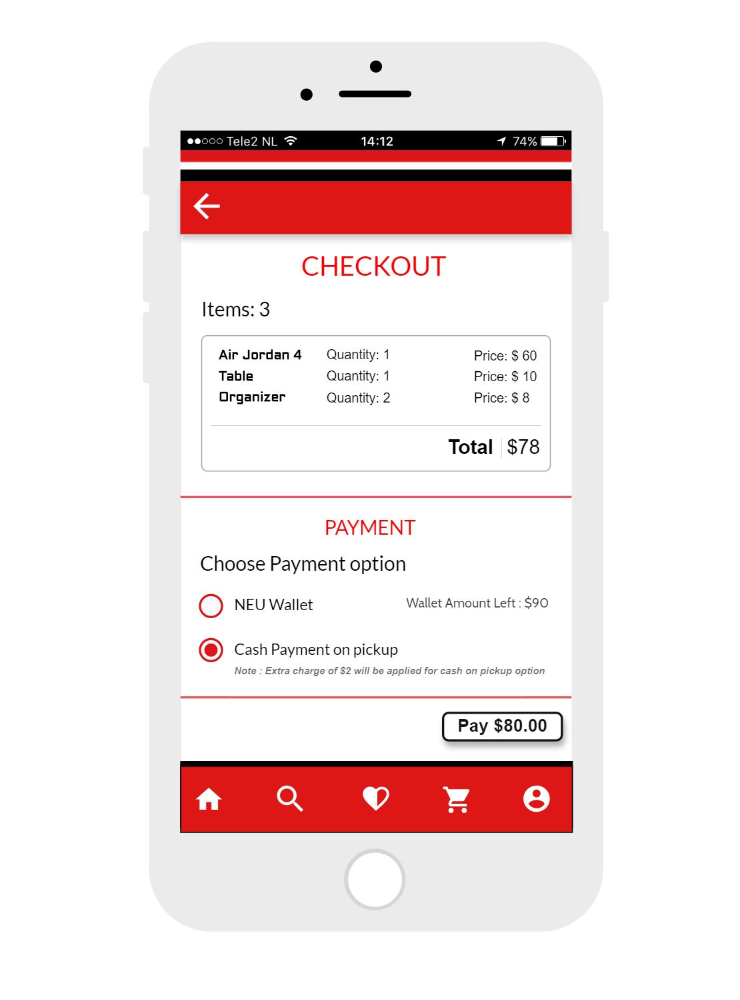 Tele2 NL 14:12 74%
CHECKOUT
Items: 3
Air Jordan 4 Quantity: 1 Price: $ 60
Table Quantity: 1 Price: $ 10
Organizer Quantity: 2 Price: $ 8
Total $78
PAYMENT
Choose Payment option
NEU Wallet Wallet Amount Left : $90
Cash Payment on pickup
Note : Extra charge of $2 will be applied for cash on pickup option
Pay $80.00